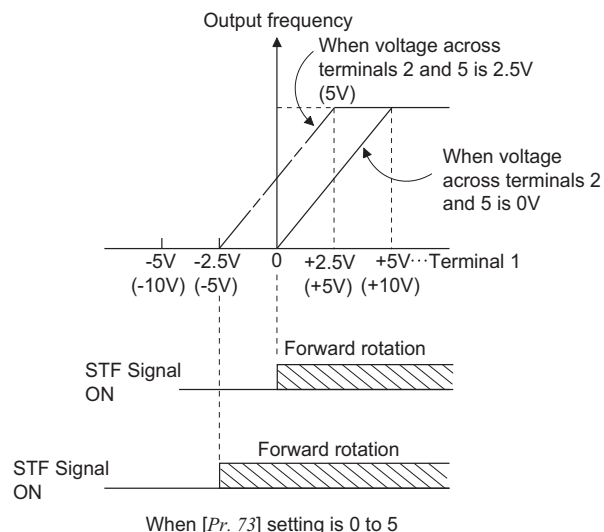 Output frequency
When voltage across
terminals 2 and 5 is 2.5V
(5V)
When voltage
across terminals 2
and 5 is 0V
-5V -2.5V 0 +2.5V +5V···Terminal 1
(-10V) (-5V) (+5V) (+10V)
Forward rotation
STF Signal
ON
Forward rotation
STF Signal
ON
When [Pr. 73] setting is 0 to 5